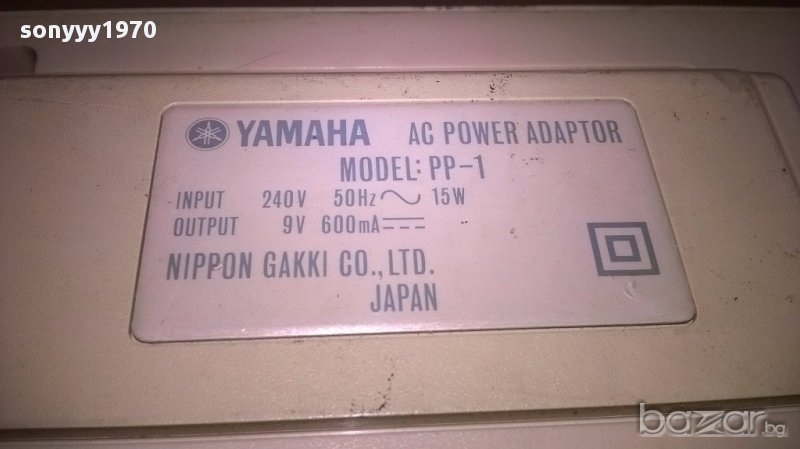 sonyyy1970
YAMAHA AC POWER ADAPTOR
MODEL: PP-1
INPUT 240V 50Hz 15W
OUTPUT 9V 600mA
NIPPON GAKKI CO., LTD.
JAPAN
bazar.bg